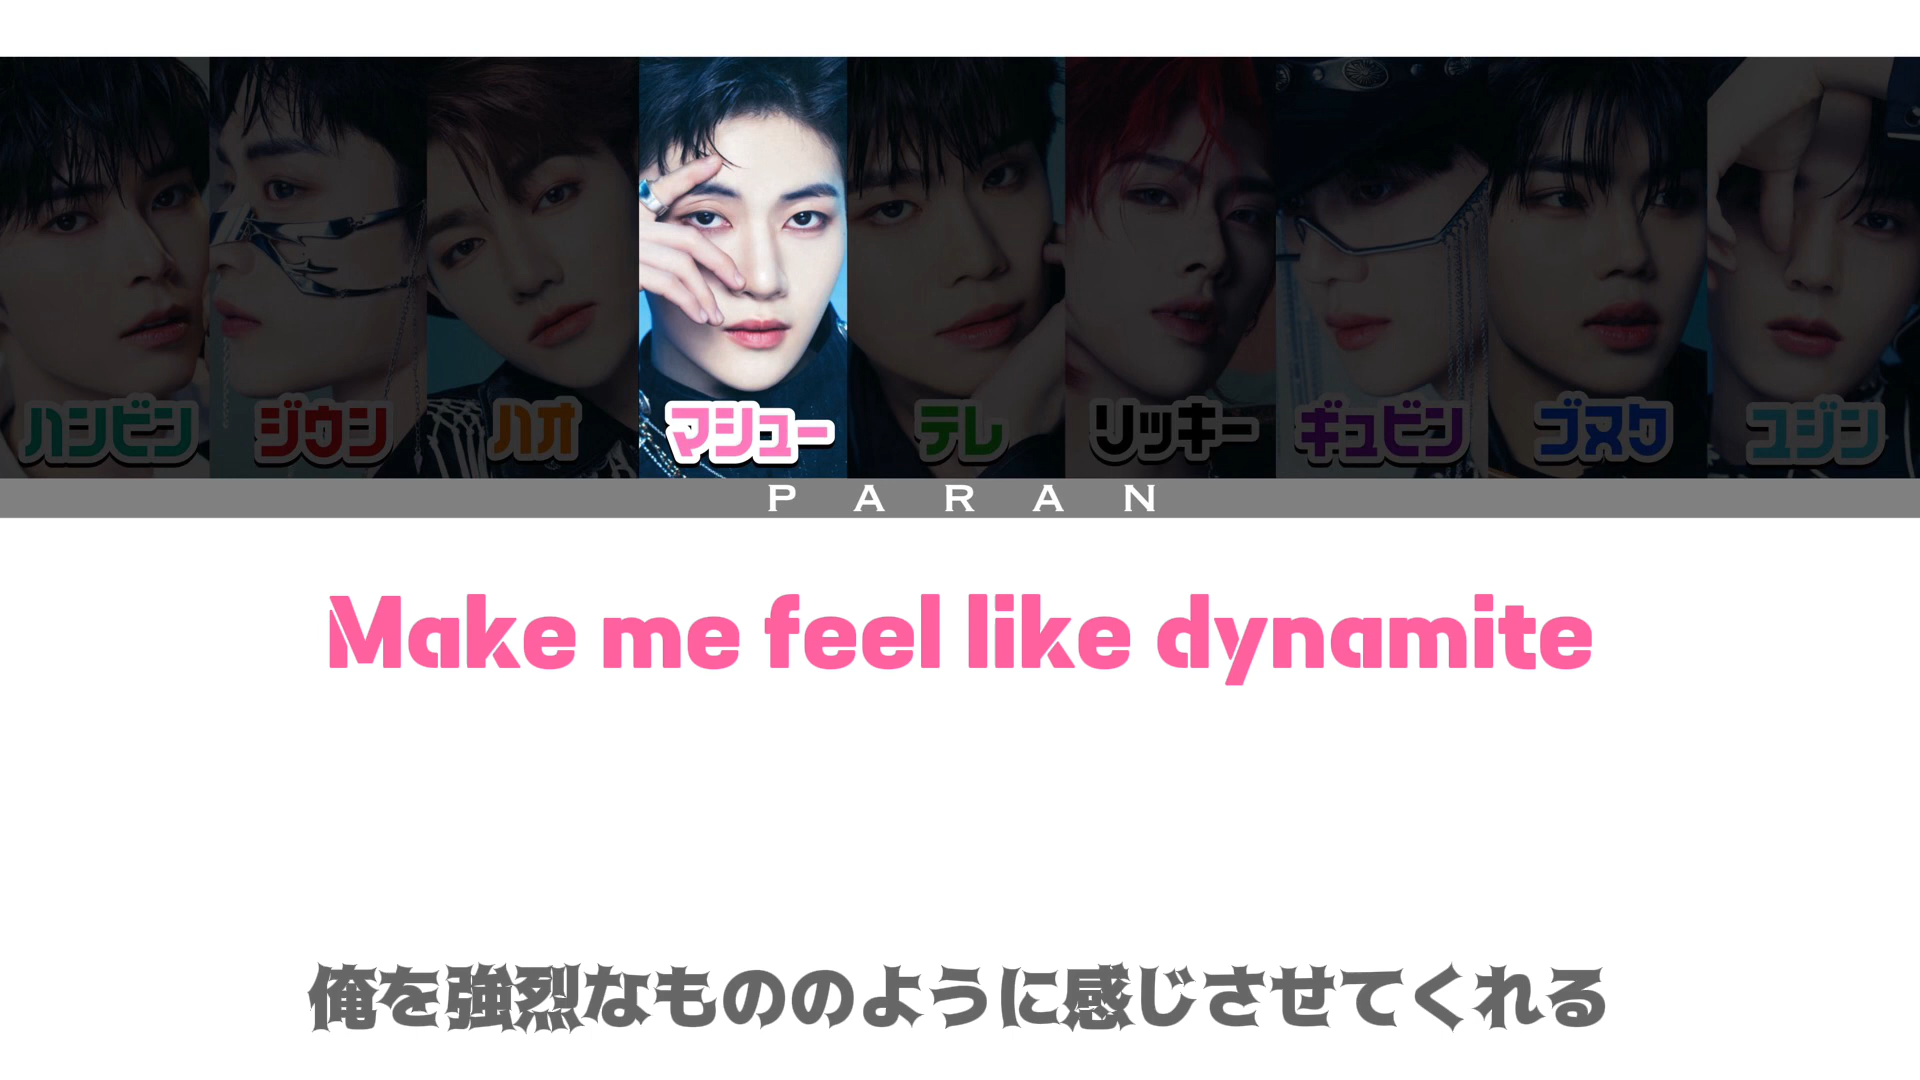 ハンビン ジウン ハオ マシュー テレ リッキー ギュビン ゴヌク ユジン
PARAN
Make me feel like dynamite
俺を強烈なもののように感じさせてくれる